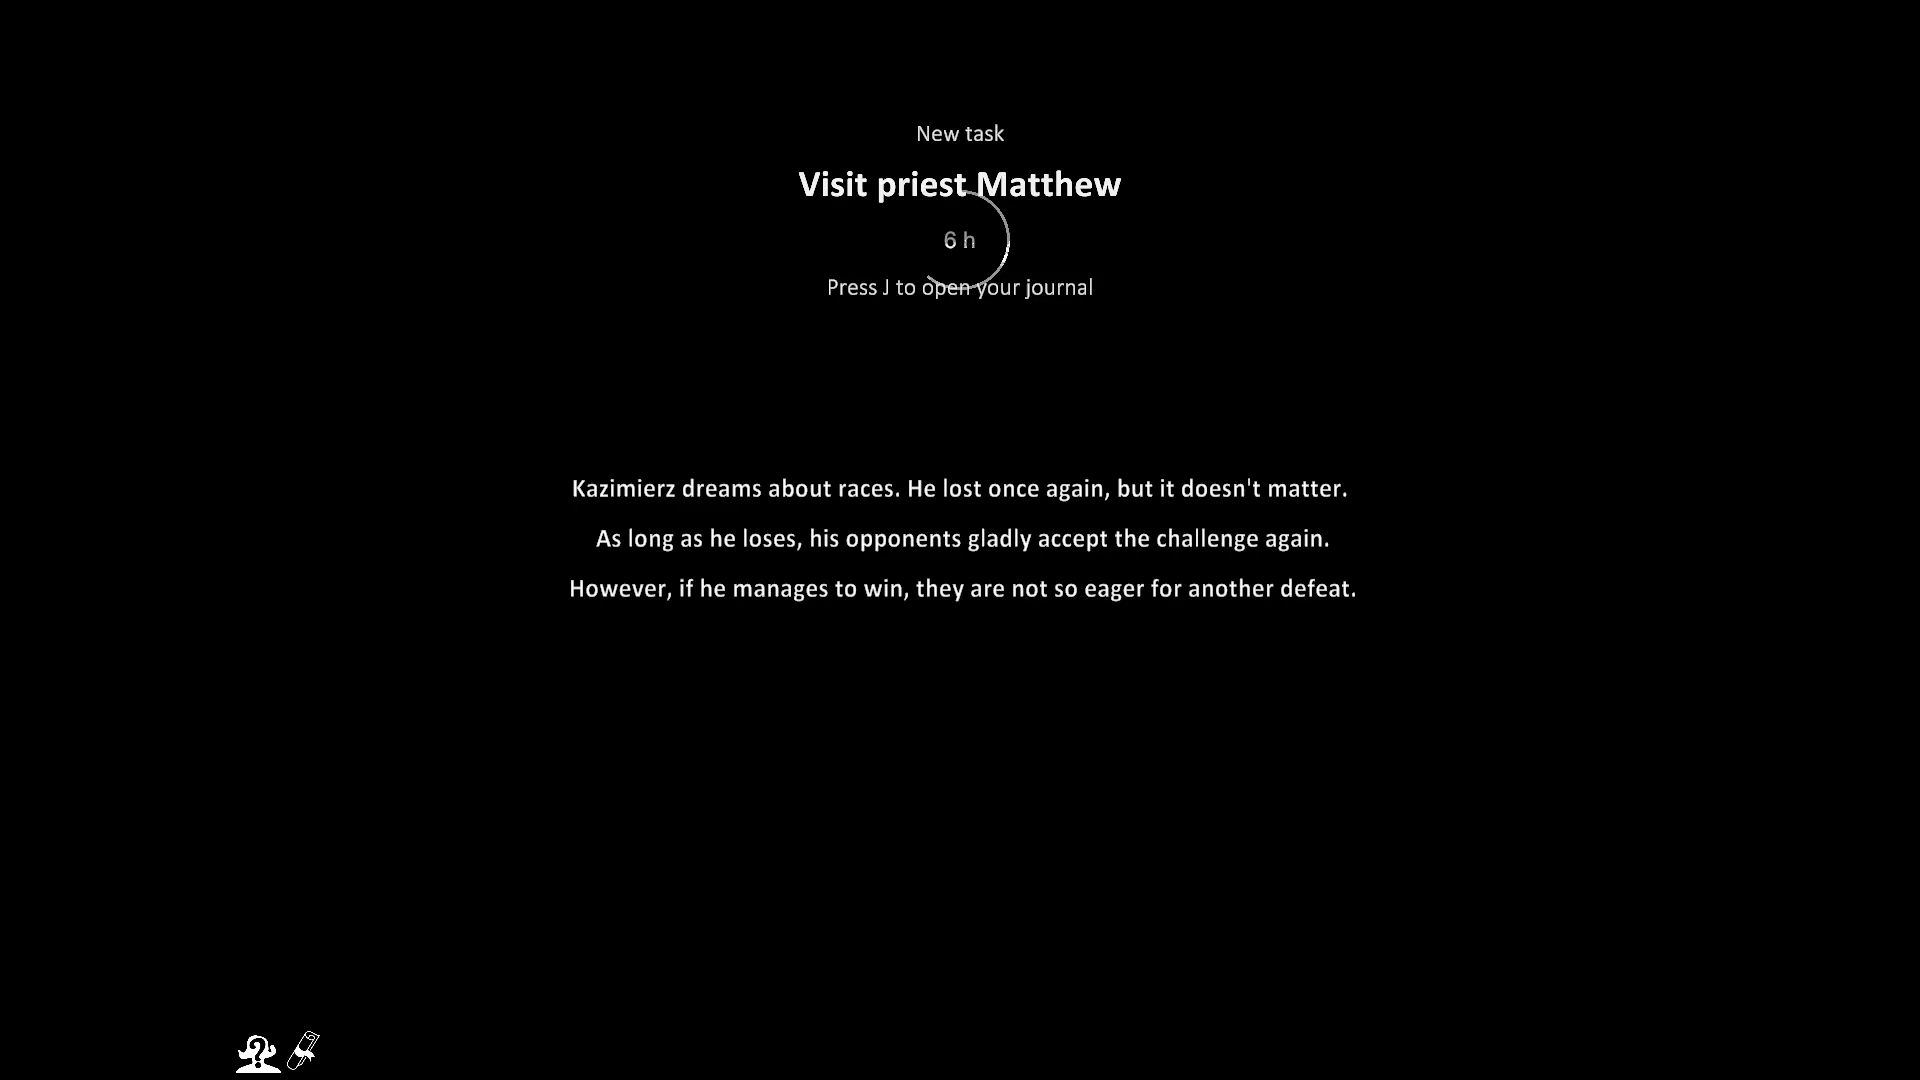 New task
Visit priest Matthew
6 h
Press J to open your journal
Kazimierz dreams about races. He lost once again, but it doesn't matter.
As long as he loses, his opponents gladly accept the challenge again.
However, if he manages to win, they are not so eager for another defeat.
?